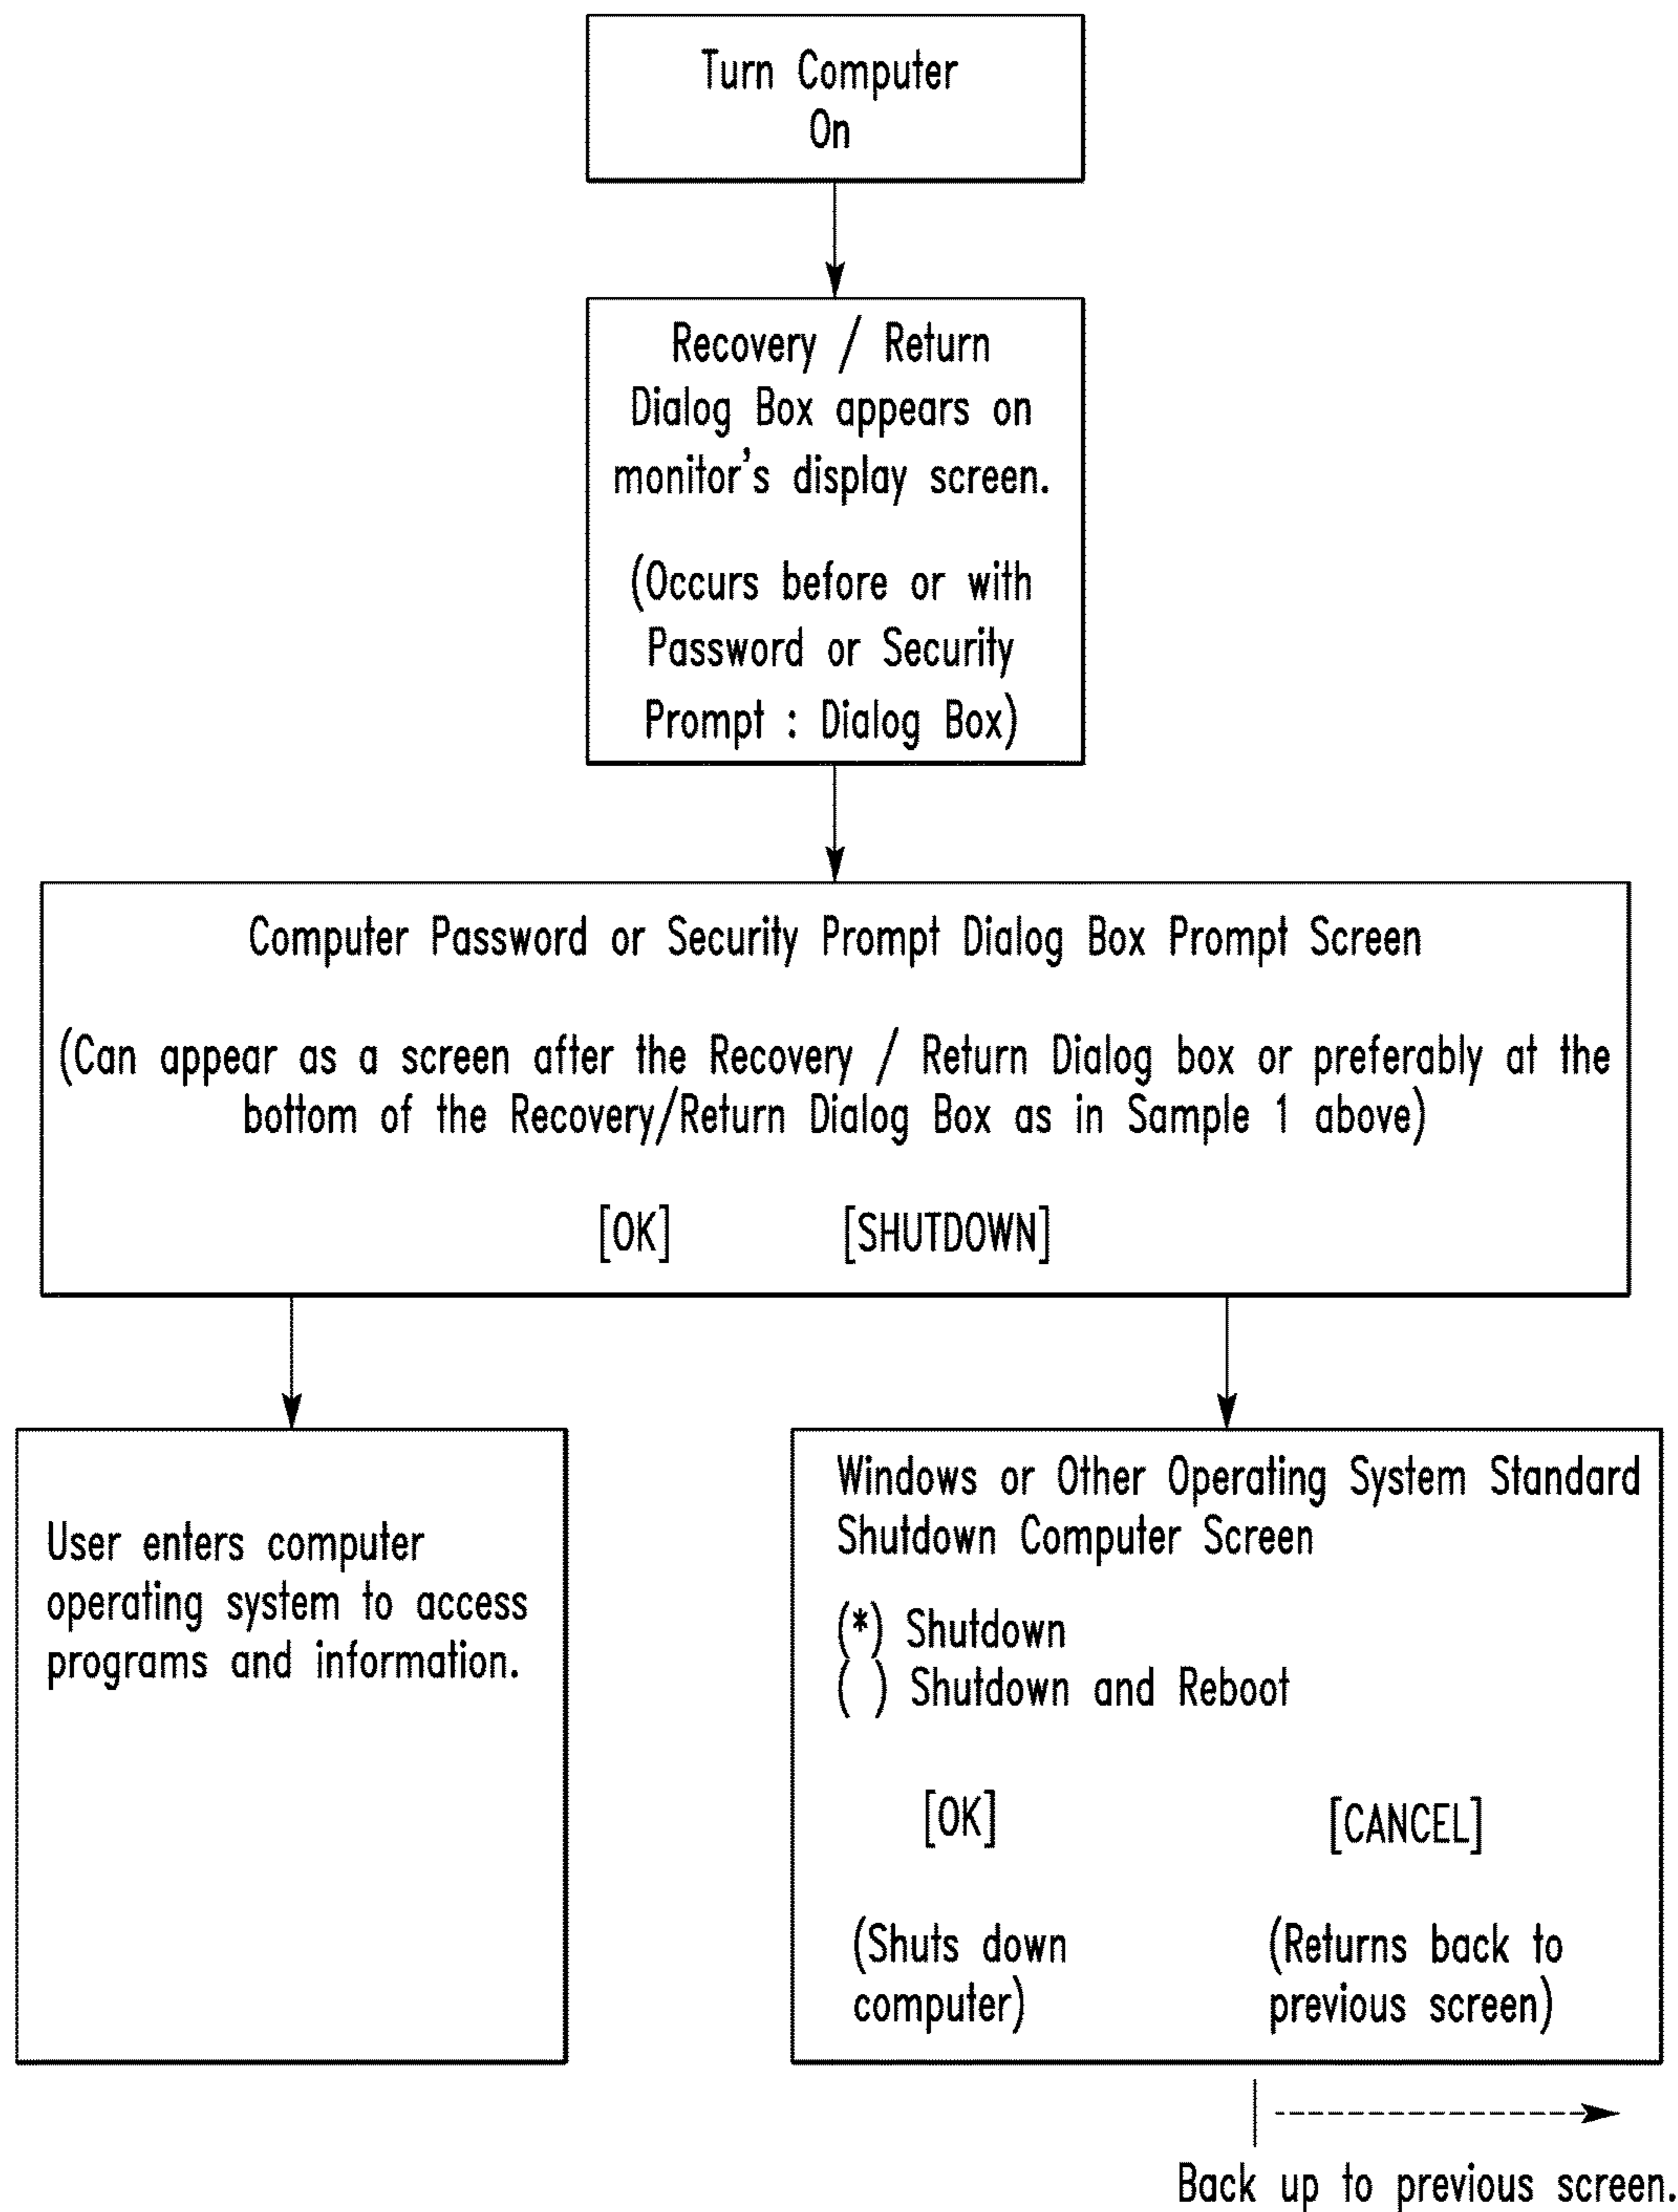 Turn Computer
On
Recovery / Return
Dialog Box appears on
monitor's display screen.
(Occurs before or with
Password or Security
Prompt : Dialog Box)
Computer Password or Security Prompt Dialog Box Prompt Screen
(Can appear as a screen after the Recovery / Return Dialog box or preferably at the
bottom of the Recovery/Return Dialog Box as in Sample 1 above)
[OK] [SHUTDOWN]
User enters computer
operating system to access
programs and information.
Windows or Other Operating System Standard
Shutdown Computer Screen
(*) Shutdown
( ) Shutdown and Reboot
[OK] [CANCEL]
(Shuts down
computer)
(Returns back to
previous screen)
Back up to previous screen.